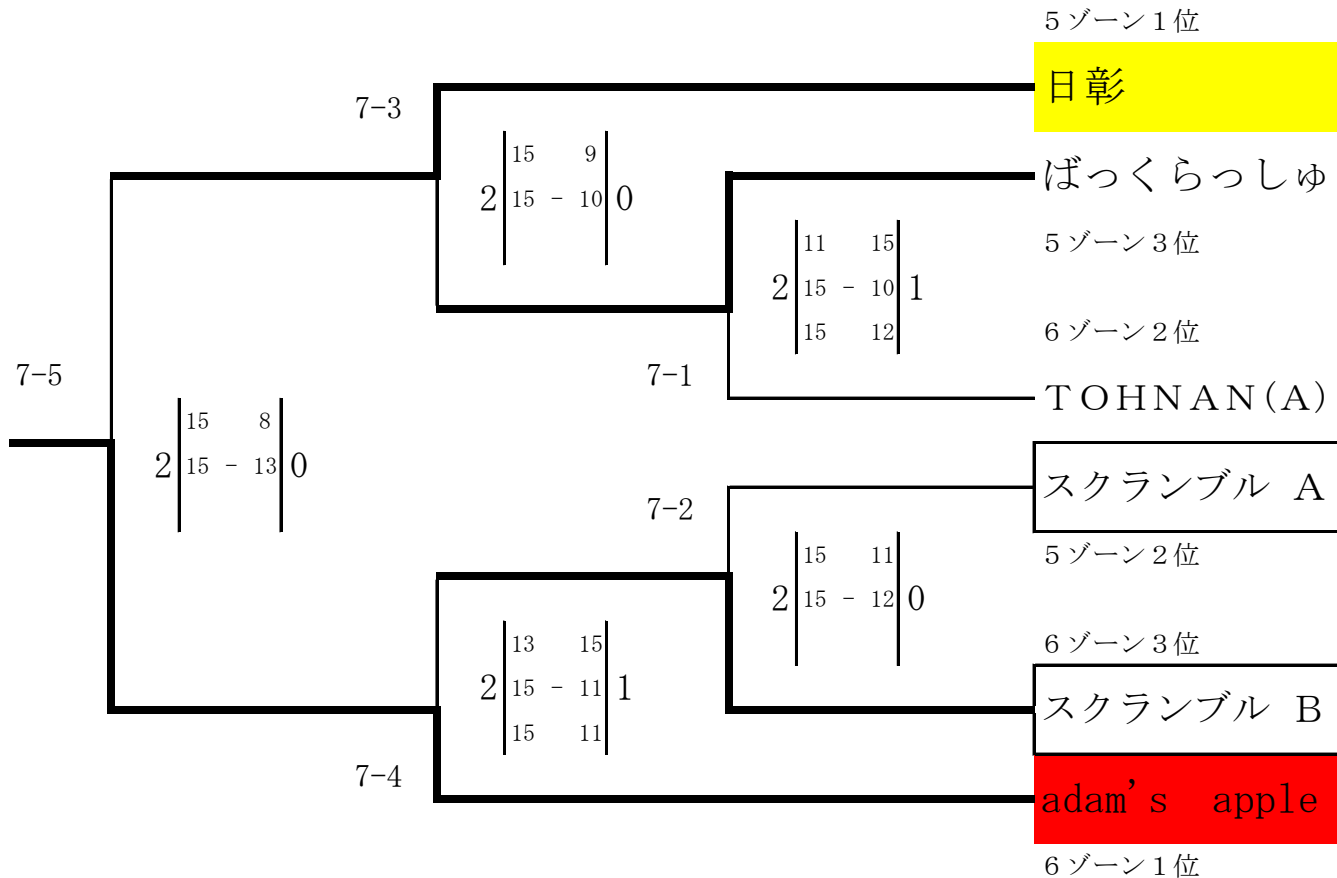 5ゾーン1位
日彰
7-3
15 9
2 15 - 10 0
ばっくらっしゅ
5ゾーン3位
11 15
2 15 - 10 1
15 12
6ゾーン2位
7-5
7-1
TOHNAN(A)
15 8
2 15 - 13 0
スクランブル A
7-2
5ゾーン2位
15 11
2 15 - 12 0
6ゾーン3位
13 15
2 15 - 11 1
15 11
スクランブル B
7-4
adam's apple
6ゾーン1位